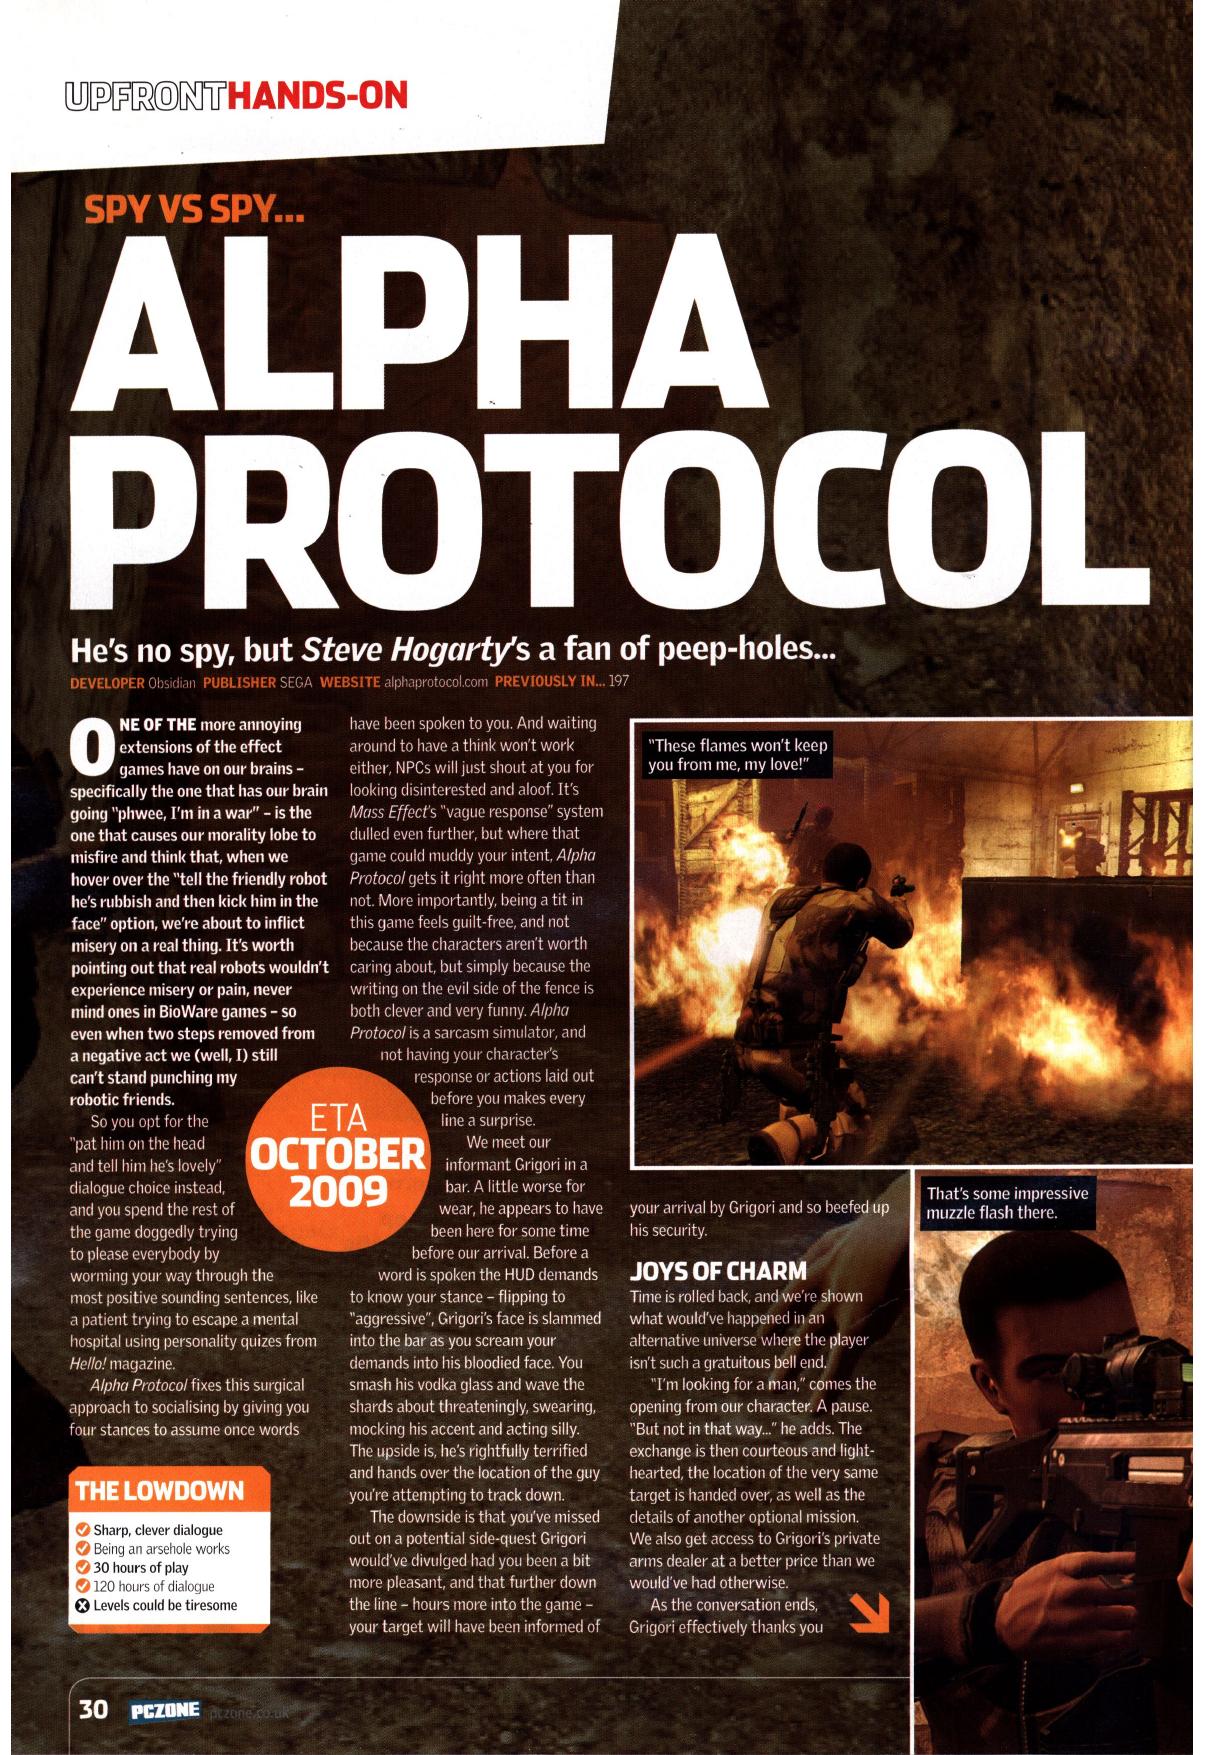 UPFRONTHANDS-ON
SPY VS SPY...
ALPHA
PROTOCOL
He's no spy, but Steve Hogarty's a fan of peep-holes...
DEVELOPER Obsidian PUBLISHER SEGA WEBSITE alphaprotocol.com PREVIOUSLY IN... 197
ONE OF THE more annoying
extensions of the effect
games have on our brains –
specifically the one that has our brain
going "phwee, I'm in a war" – is the
one that causes our morality lobe to
misfire and think that, when we
hover over the "tell the friendly robot
he's rubbish and then kick him in the
face" option, we're about to inflict
misery on a real thing. It's worth
pointing out that real robots wouldn't
experience misery or pain, never
mind ones in BioWare games – so
even when two steps removed from
a negative act we (well, I) still
can't stand punching my
robotic friends.
So you opt for the
"pat him on the head
and tell him he's lovely"
dialogue choice instead,
and you spend the rest of
the game doggedly trying
to please everybody by
worming your way through the
most positive sounding sentences, like
a patient trying to escape a mental
hospital using personality quizes from
Hello! magazine.
Alpha Protocol fixes this surgical
approach to socialising by giving you
four stances to assume once words
THE LOWDOWN
Sharp, clever dialogue
Being an arsehole works
30 hours of play
120 hours of dialogue
Levels could be tiresome
ETA
OCTOBER
2009
have been spoken to you. And waiting
around to have a think won't work
either, NPCs will just shout at you for
looking disinterested and aloof. It's
Mass Effect's "vague response" system
dulled even further, but where that
game could muddy your intent, Alpha
Protocol gets it right more often than
not. More importantly, being a tit in
this game feels guilt-free, and not
because the characters aren't worth
caring about, but simply because the
writing on the evil side of the fence is
both clever and very funny. Alpha
Protocol is a sarcasm simulator, and
not having your character's
response or actions laid out
before you makes every
line a surprise.
We meet our
informant Grigori in a
bar. A little worse for
wear, he appears to have
been here for some time
before our arrival. Before a
word is spoken the HUD demands
to know your stance – flipping to
"aggressive", Grigori's face is slammed
into the bar as you scream your
demands into his bloodied face. You
smash his vodka glass and wave the
shards about threateningly, swearing,
mocking his accent and acting silly.
The upside is, he's rightfully terrified
and hands over the location of the guy
you're attempting to track down.
The downside is that you've missed
out on a potential side-quest Grigori
would've divulged had you been a bit
more pleasant, and that further down
the line – hours more into the game –
your target will have been informed of
"These flames won't keep
you from me, my love!"
your arrival by Grigori and so beefed up
his security.
JOYS OF CHARM
Time is rolled back, and we're shown
what would've happened in an
alternative universe where the player
isn't such a gratuitous bell end.
"I'm looking for a man," comes the
opening from our character. A pause.
"But not in that way..." he adds. The
exchange is then courteous and light-
hearted, the location of the very same
target is handed over, as well as the
details of another optional mission.
We also get access to Grigori's private
arms dealer at a better price than we
would've had otherwise.
As the conversation ends,
Grigori effectively thanks you
That's some impressive
muzzle flash there.
30 PCZONE pczone.co.uk